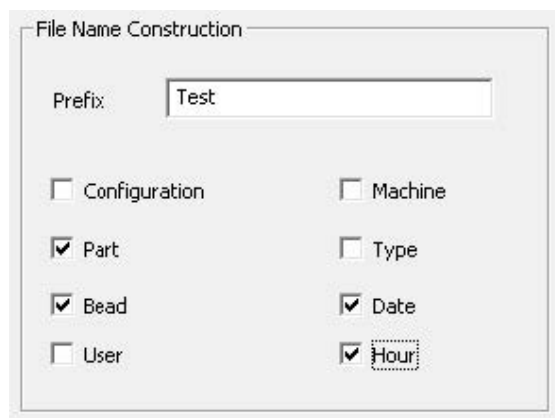 File Name Construction
Prefix Test
Configuration Machine
Part Type
Bead Date
User Hour